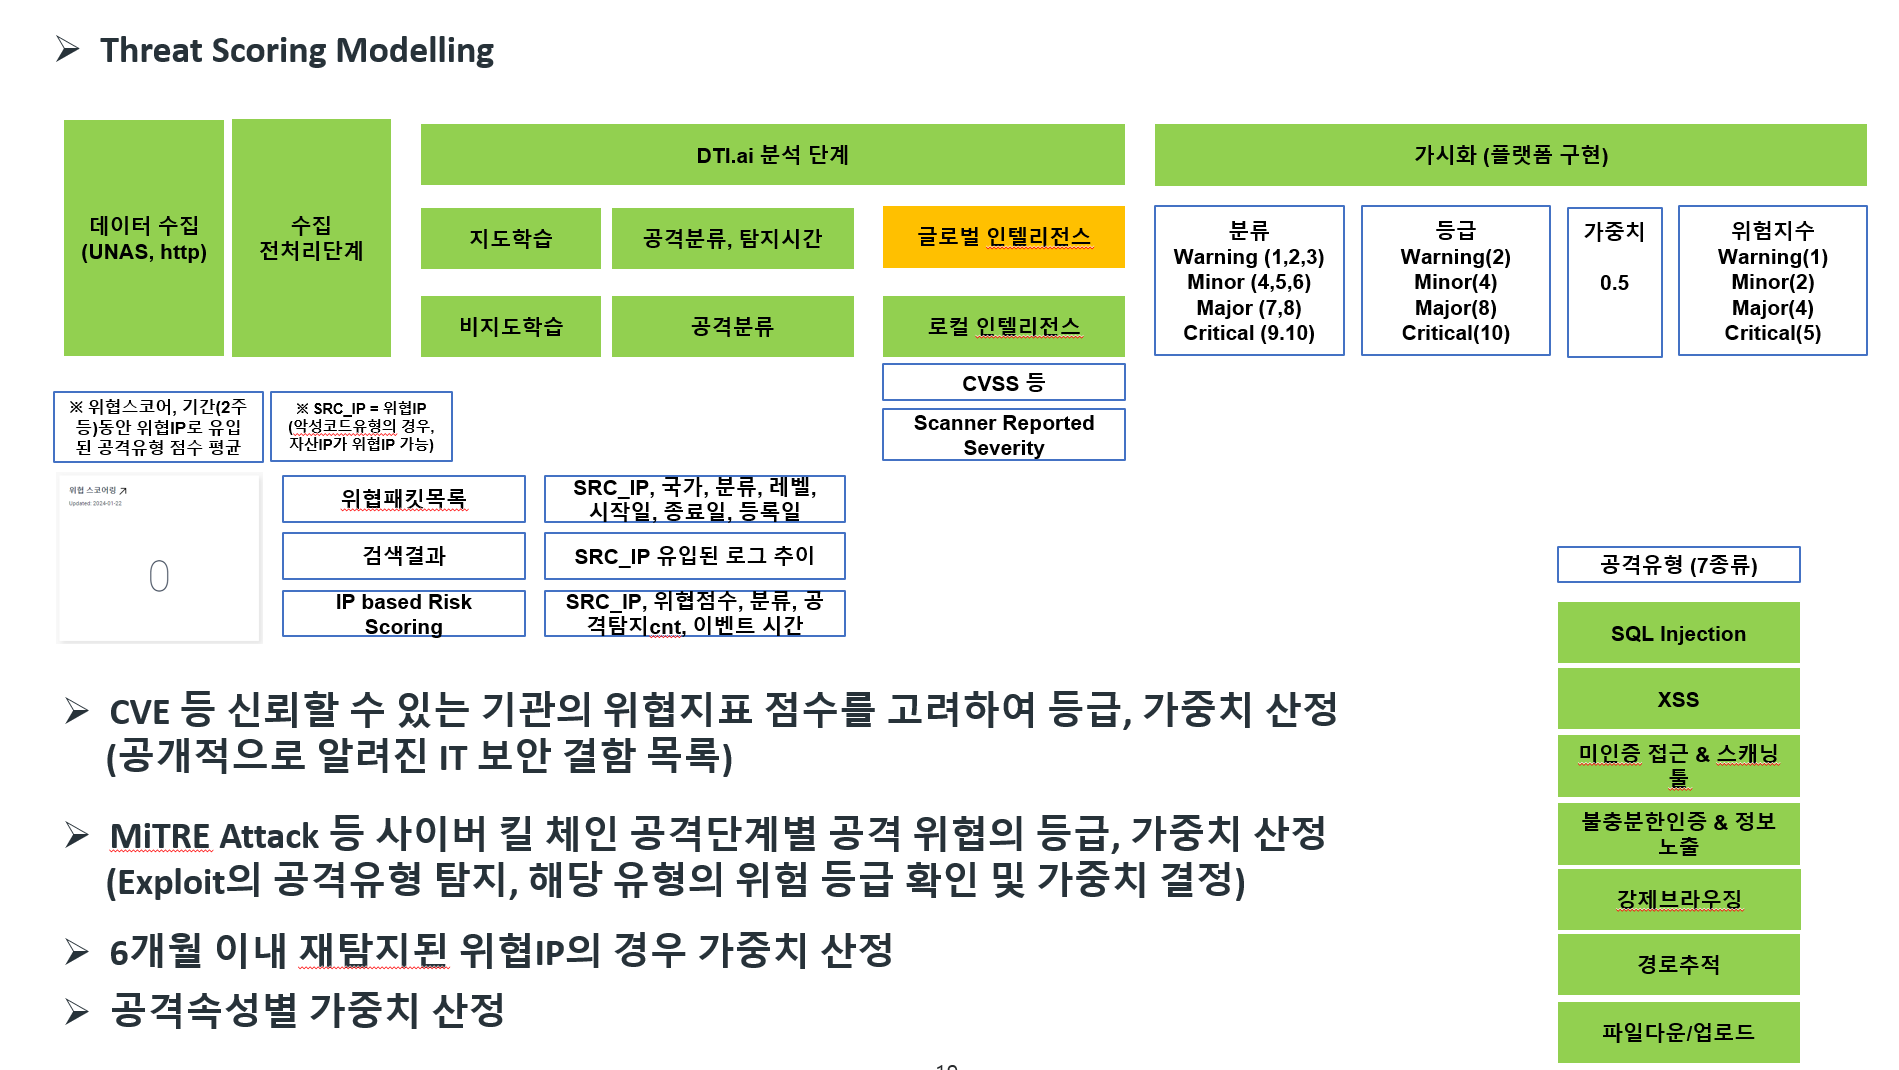 Threat Scoring Modelling
데이터 수집
(UNAS, http)
수집
전처리단계
DTI.ai 분석 단계
지도학습
공격분류, 탐지시간
글로벌 인텔리전스
비지도학습
공격분류
로컬 인텔리전스
CVSS 등
Scanner Reported
Severity
가시화 (플랫폼 구현)
분류
Warning (1,2,3)
Minor (4,5,6)
Major (7,8)
Critical (9.10)
등급
Warning(2)
Minor(4)
Major(8)
Critical(10)
가중치
0.5
위험지수
Warning(1)
Minor(2)
Major(4)
Critical(5)
※ 위협스코어, 기간(2주
등)동안 위협IP로 유입
된 공격유형 점수 평균
※ SRC_IP = 위협IP
(악성코드유형의 경우,
자산IP가 위협IP 가능)
위협 스코어링
Updated: 2024-01-22
0
위협패킷목록
SRC_IP, 국가, 분류, 레벨,
시작일, 종료일, 등록일
검색결과
SRC_IP 유입된 로그 추이
IP based Risk
Scoring
SRC_IP, 위협점수, 분류, 공
격탐지cnt, 이벤트 시간
공격유형 (7종류)
SQL Injection
XSS
미인증 접근 & 스캐닝
툴
불충분한인증 & 정보
노출
강제브라우징
경로추적
파일다운/업로드
CVE 등 신뢰할 수 있는 기관의 위협지표 점수를 고려하여 등급, 가중치 산정
(공개적으로 알려진 IT 보안 결함 목록)
MiTRE Attack 등 사이버 킬 체인 공격단계별 공격 위협의 등급, 가중치 산정
(Exploit의 공격유형 탐지, 해당 유형의 위험 등급 확인 및 가중치 결정)
6개월 이내 재탐지된 위협IP의 경우 가중치 산정
공격속성별 가중치 산정